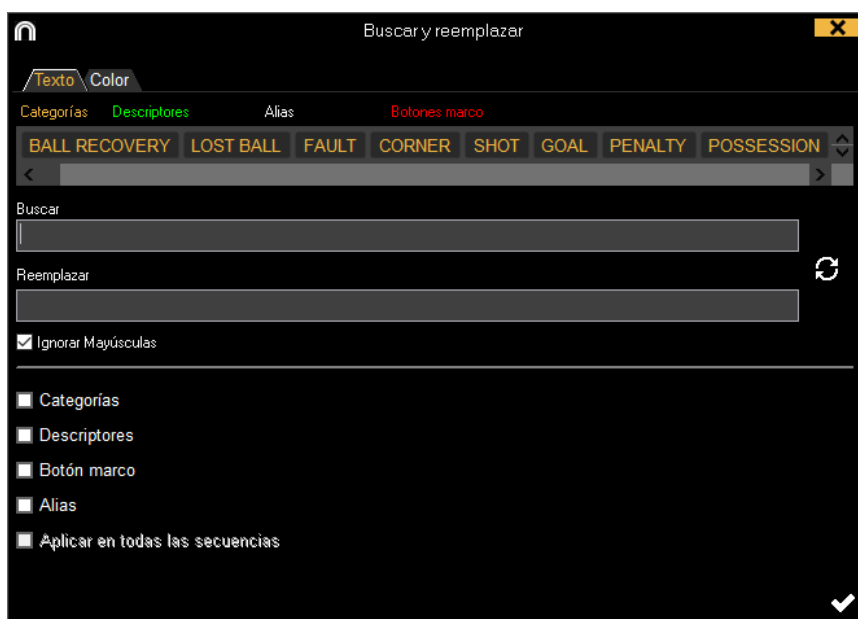 Buscar y reemplazar
Texto Color
Categorías Descriptores Alias Botones marco
BALL RECOVERY LOST BALL FAULT CORNER SHOT GOAL PENALTY POSSESSION
Buscar
Reemplazar
Ignorar Mayúsculas
Categorías
Descriptores
Botón marco
Alias
Aplicar en todas las secuencias